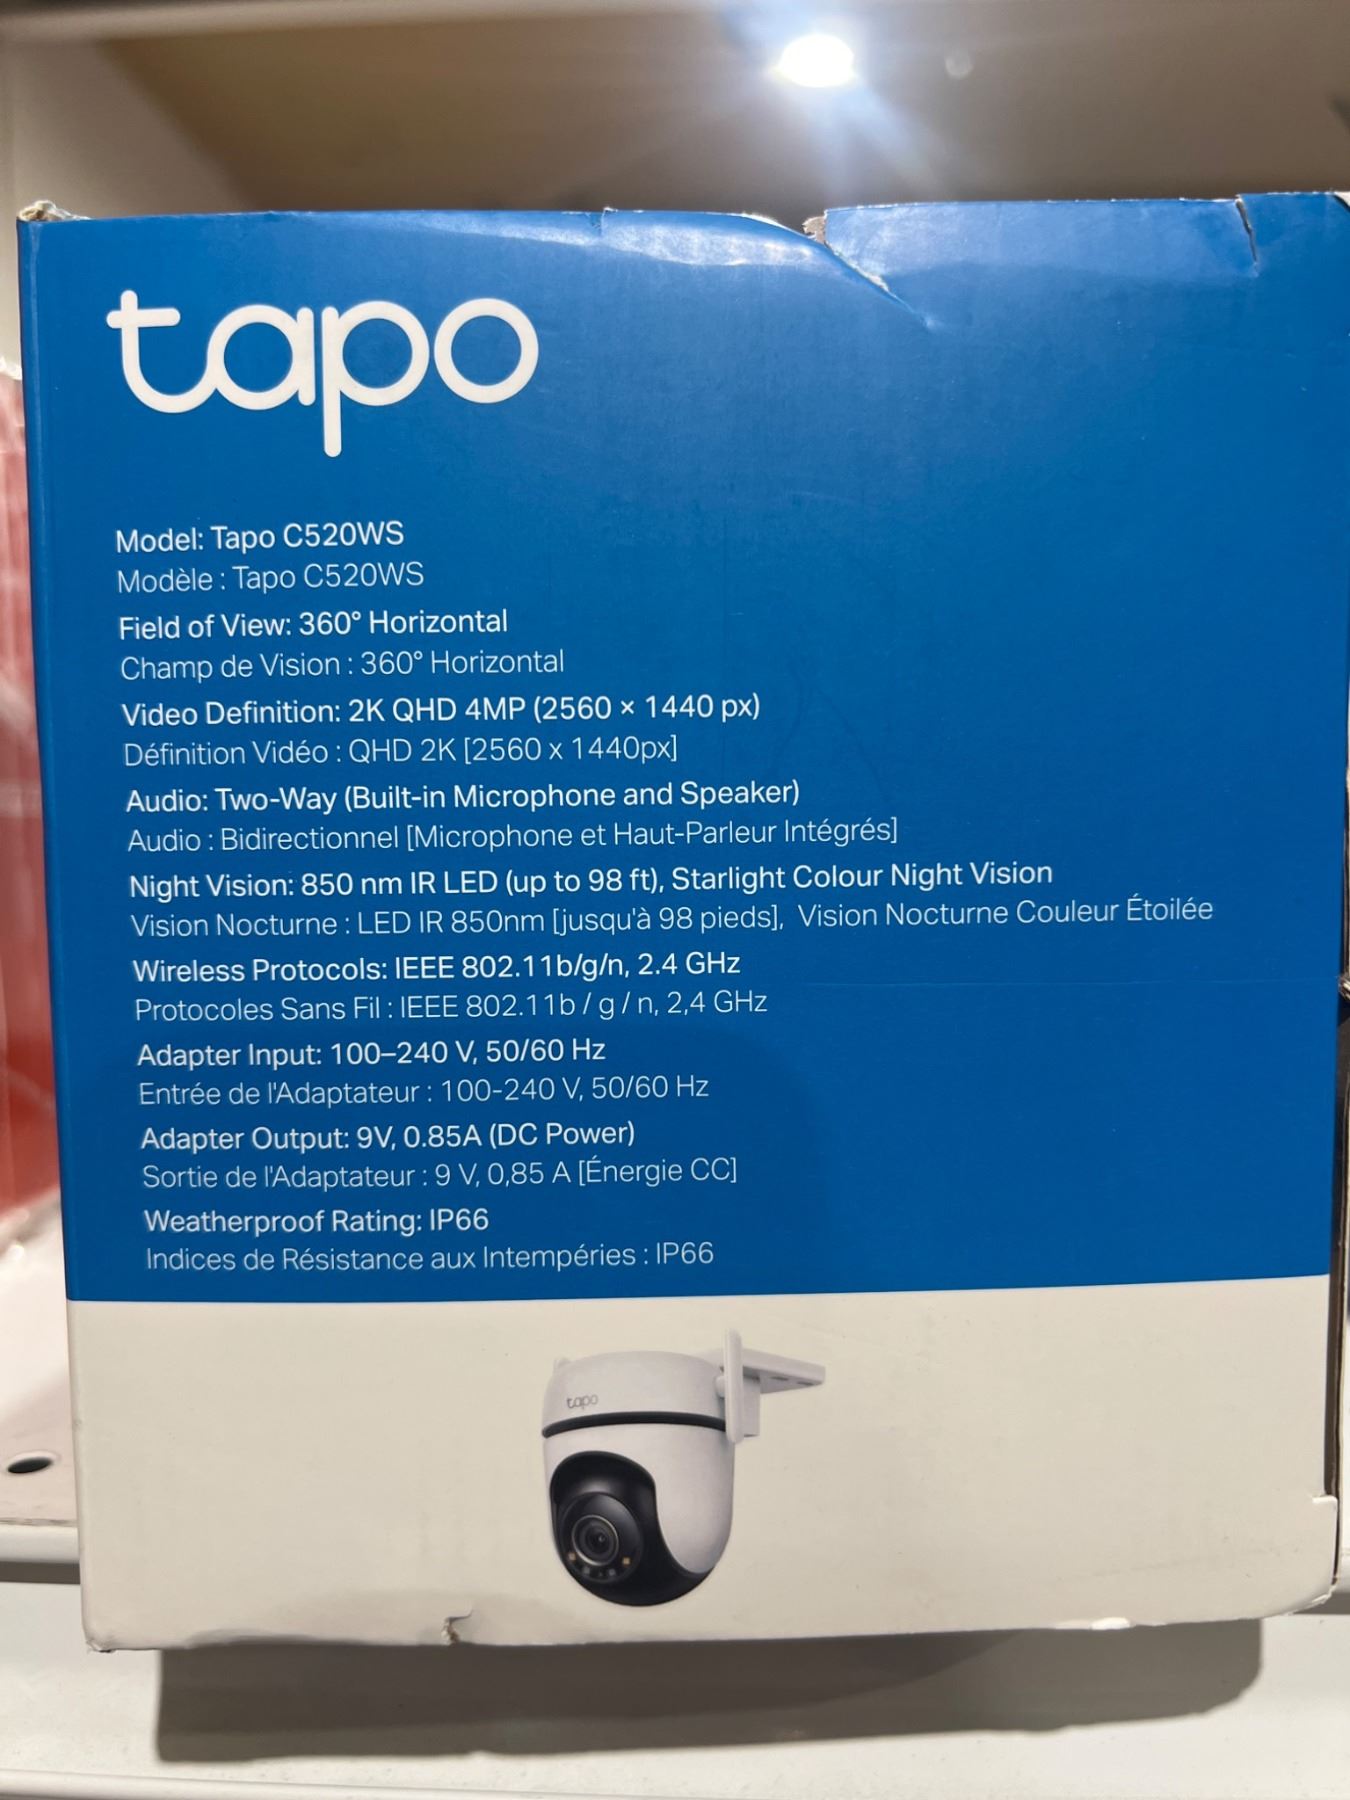 tapo
Model: Tapo C520WS
Modèle : Tapo C520WS
Field of View: 360° Horizontal
Champ de Vision : 360° Horizontal
Video Definition: 2K QHD 4MP (2560 × 1440 px)
Définition Vidéo : QHD 2K [2560 x 1440px]
Audio: Two-Way (Built-in Microphone and Speaker)
Audio : Bidirectionnel [Microphone et Haut-Parleur Intégrés]
Night Vision: 850 nm IR LED (up to 98 ft), Starlight Colour Night Vision
Vision Nocturne : LED IR 850nm [jusqu'à 98 pieds], Vision Nocturne Couleur Étoilée
Wireless Protocols: IEEE 802.11b/g/n, 2.4 GHz
Protocoles Sans Fil : IEEE 802.11b / g / n, 2,4 GHz
Adapter Input: 100–240 V, 50/60 Hz
Entrée de l'Adaptateur : 100-240 V, 50/60 Hz
Adapter Output: 9V, 0.85A (DC Power)
Sortie de l'Adaptateur : 9 V, 0,85 A [Énergie CC]
Weatherproof Rating: IP66
Indices de Résistance aux Intempéries : IP66
tapo